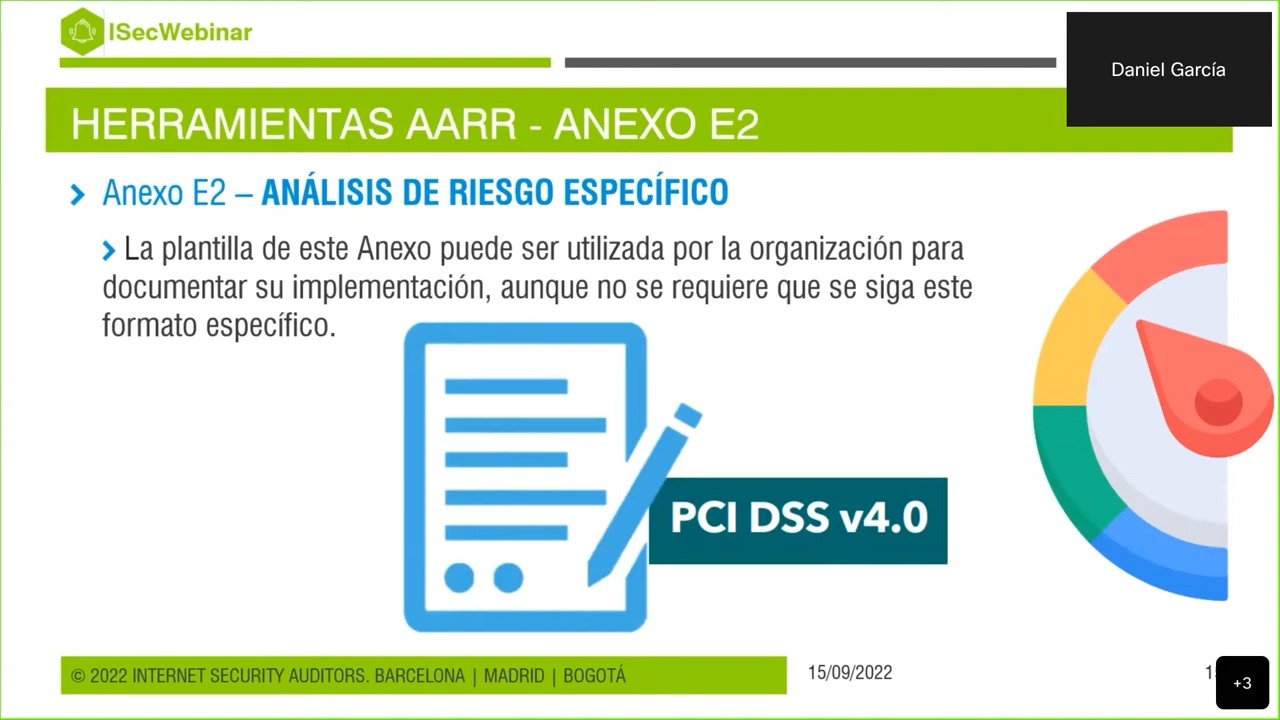 ISecWebinar
Daniel García
HERRAMIENTAS AARR - ANEXO E2
Anexo E2 – ANÁLISIS DE RIESGO ESPECÍFICO
La plantilla de este Anexo puede ser utilizada por la organización para
documentar su implementación, aunque no se requiere que se siga este
formato específico.
PCI DSS v4.0
© 2022 INTERNET SECURITY AUDITORS. BARCELONA | MADRID | BOGOTÁ
15/09/2022
+3